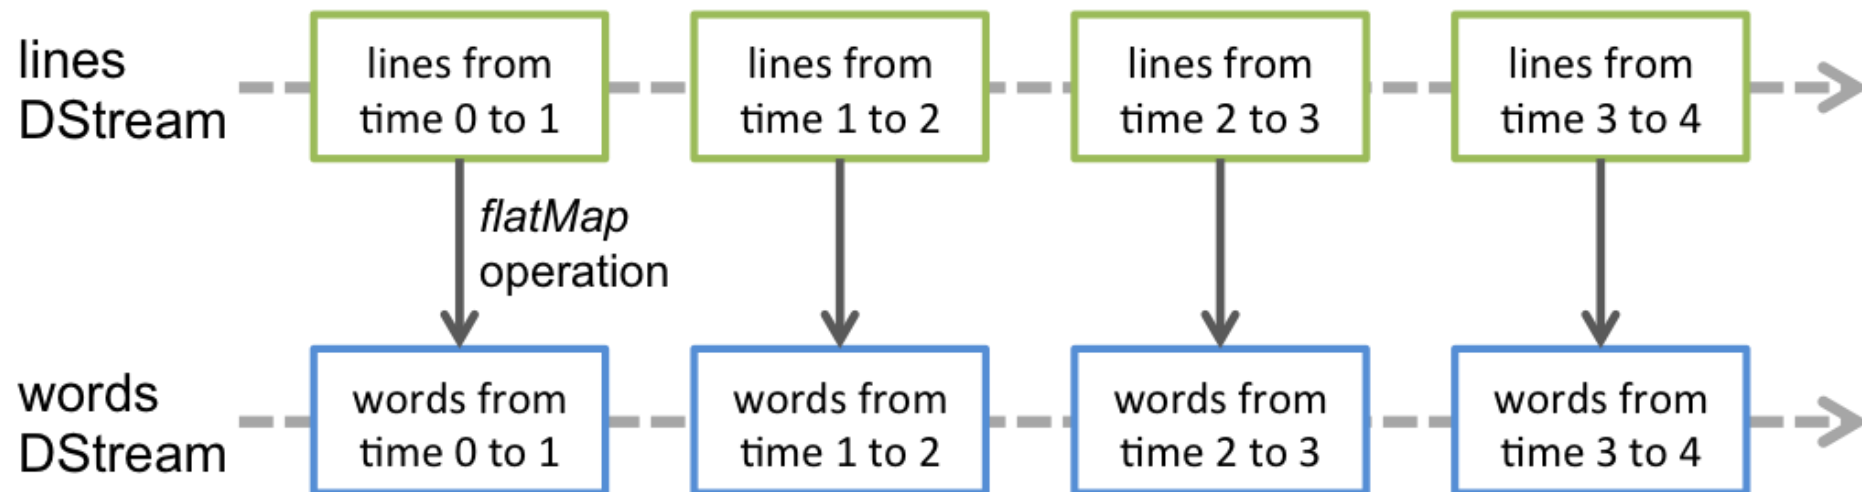 lines
DStream
lines from
time 0 to 1
lines from
time 1 to 2
lines from
time 2 to 3
lines from
time 3 to 4
flatMap
operation
words
DStream
words from
time 0 to 1
words from
time 1 to 2
words from
time 2 to 3
words from
time 3 to 4